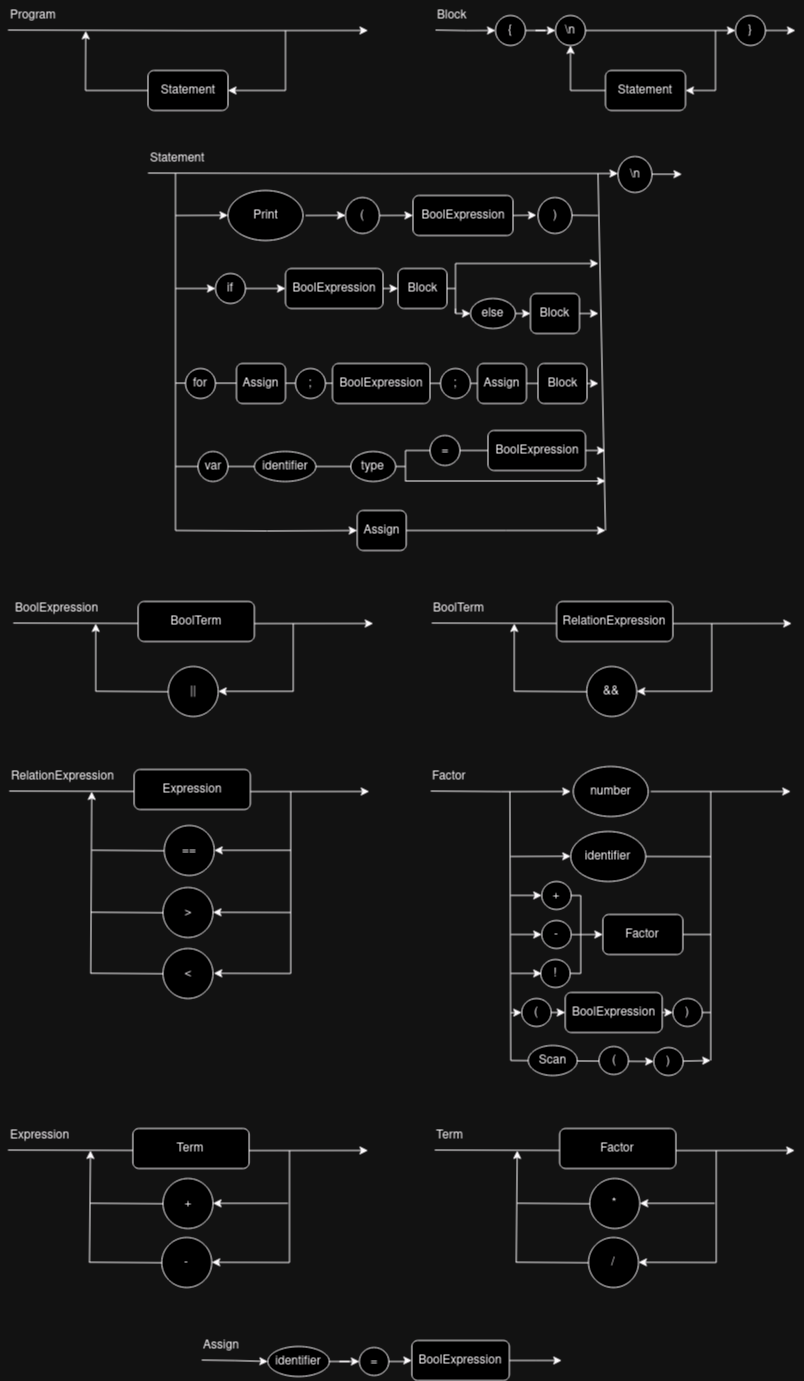 Program
Statement
Block
{ \n }
Statement
Statement
\n
Print ( BoolExpression )
if BoolExpression Block
else Block
for Assign ; BoolExpression ; Assign Block
= BoolExpression
var identifier type
Assign
BoolExpression
BoolTerm
||
BoolTerm
RelationExpression
&&
RelationExpression
Expression
==
>
<
Factor
number
identifier
+
-
Factor
!
( BoolExpression )
Scan ( )
Expression
Term
+
-
Term
Factor
*
/
Assign
identifier = BoolExpression